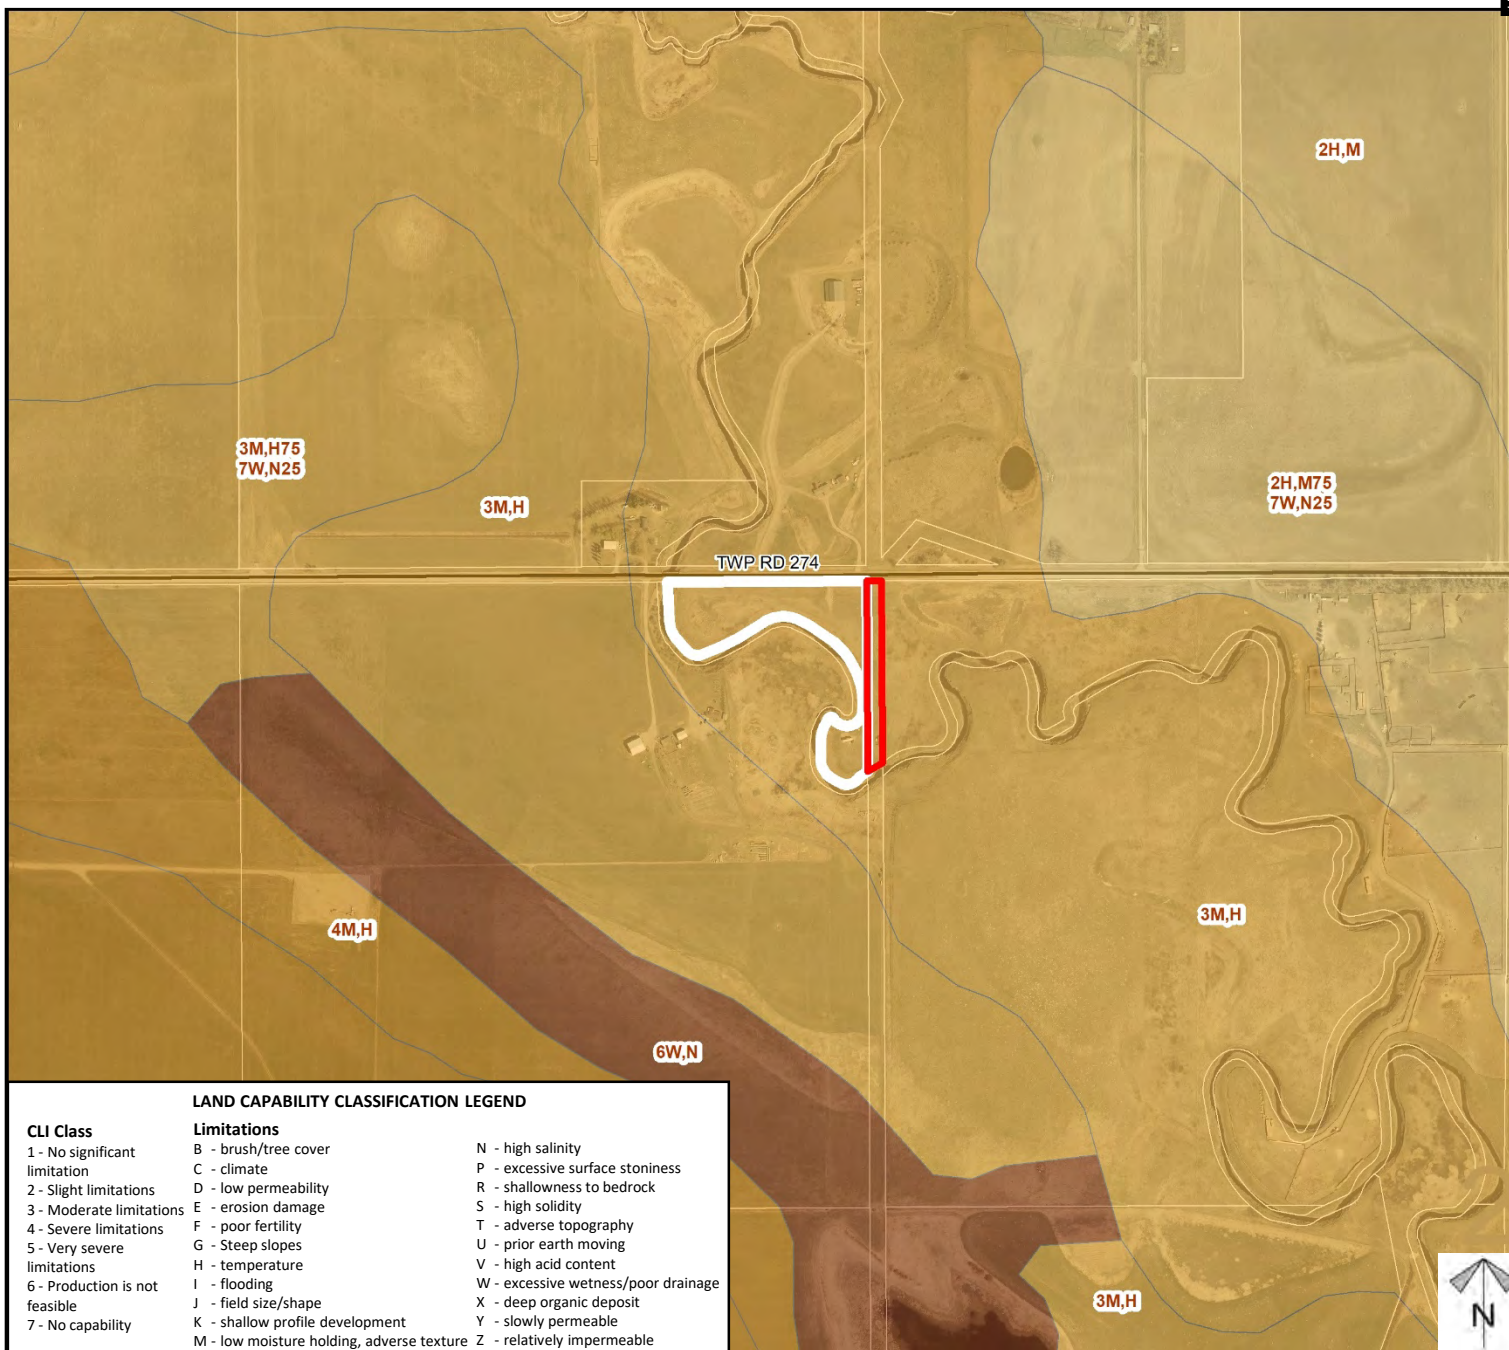 2H,M
3M,H75
7W,N25
3M,H
2H,M75
7W,N25
TWP RD 274
4M,H
3M,H
6W,N
3M,H
LAND CAPABILITY CLASSIFICATION LEGEND
CLI Class
1 - No significant
limitation
2 - Slight limitations
3 - Moderate limitations
4 - Severe limitations
5 - Very severe
limitations
6 - Production is not
feasible
7 - No capability
Limitations
B - brush/tree cover
C - climate
D - low permeability
E - erosion damage
F - poor fertility
G - Steep slopes
H - temperature
I - flooding
J - field size/shape
K - shallow profile development
M - low moisture holding, adverse texture
N - high salinity
P - excessive surface stoniness
R - shallowness to bedrock
S - high solidity
T - adverse topography
U - prior earth moving
V - high acid content
W - excessive wetness/poor drainage
X - deep organic deposit
Y - slowly permeable
Z - relatively impermeable
N